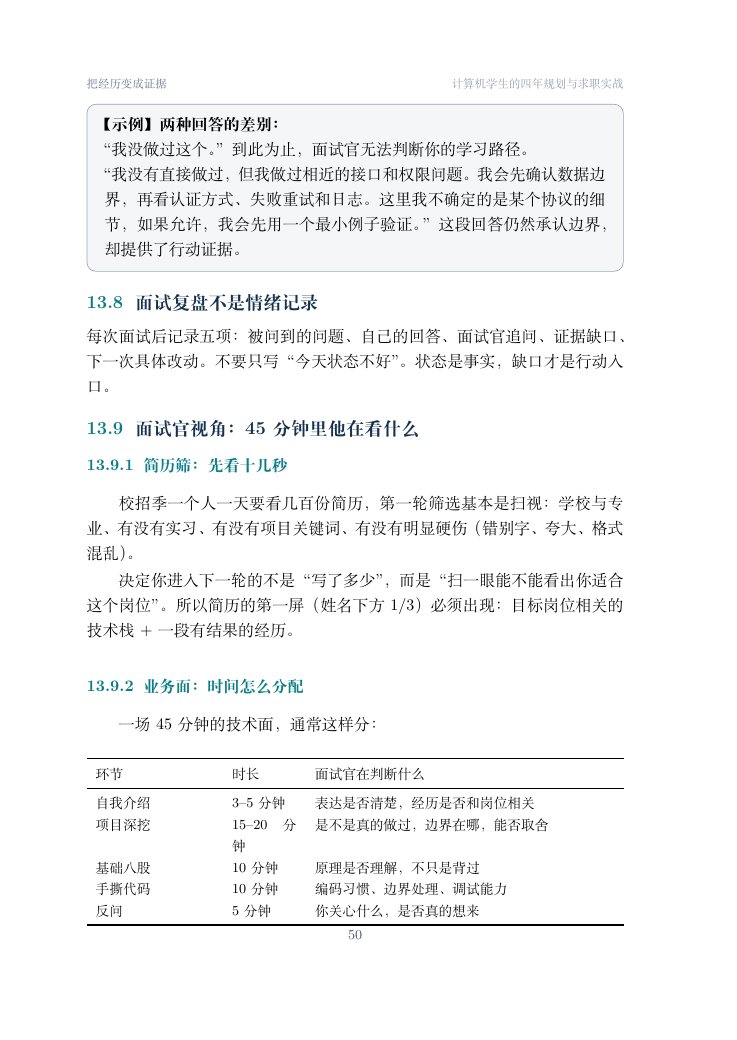 把经历变成证据
计算机学生的四年规划与求职实战
【示例】两种回答的差别：
“我没做过这个。”到此为止，面试官无法判断你的学习路径。
“我没有直接做过，但我做过相近的接口和权限问题。我会先确认数据边
界，再看认证方式、失败重试和日志。这里我不确定的是某个协议的细
节，如果允许，我会先用一个最小例子验证。”这段回答仍然承认边界，
却提供了行动证据。
13.8 面试复盘不是情绪记录
每次面试后记录五项：被问到的问题、自己的回答、面试官追问、证据缺口、
下一次具体改动。不要只写“今天状态不好”。状态是事实，缺口才是行动入
口。
13.9 面试官视角：45 分钟里他在看什么
13.9.1 简历筛：先看十几秒
校招季一个人一天要看几百份简历，第一轮筛选基本是扫视：学校与专
业、有没有实习、有没有项目关键词、有没有明显硬伤（错别字、夸大、格式
混乱）。
决定你进入下一轮的不是“写了多少”，而是“扫一眼能不能看出你适合
这个岗位”。所以简历的第一屏（姓名下方 1/3）必须出现：目标岗位相关的
技术栈 + 一段有结果的经历。
13.9.2 业务面：时间怎么分配
一场 45 分钟的技术面，通常这样分：
环节 时长 面试官在判断什么
自我介绍 3–5 分钟 表达是否清楚，经历是否和岗位相关
项目深挖 15–20 分 是不是真的做过，边界在哪，能否取舍
钟
基础八股 10 分钟 原理是否理解，不只是背过
手撕代码 10 分钟 编码习惯、边界处理、调试能力
反问 5 分钟 你关心什么，是否真的想来
50